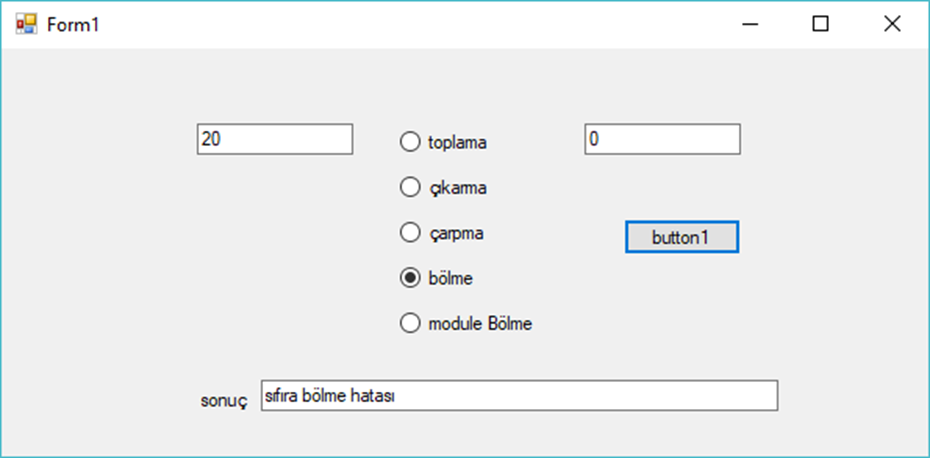 Form1
20
toplama
0
çıkarma
çarpma
button1
bölme
module Bölme
sonuç
sıfıra bölme hatası